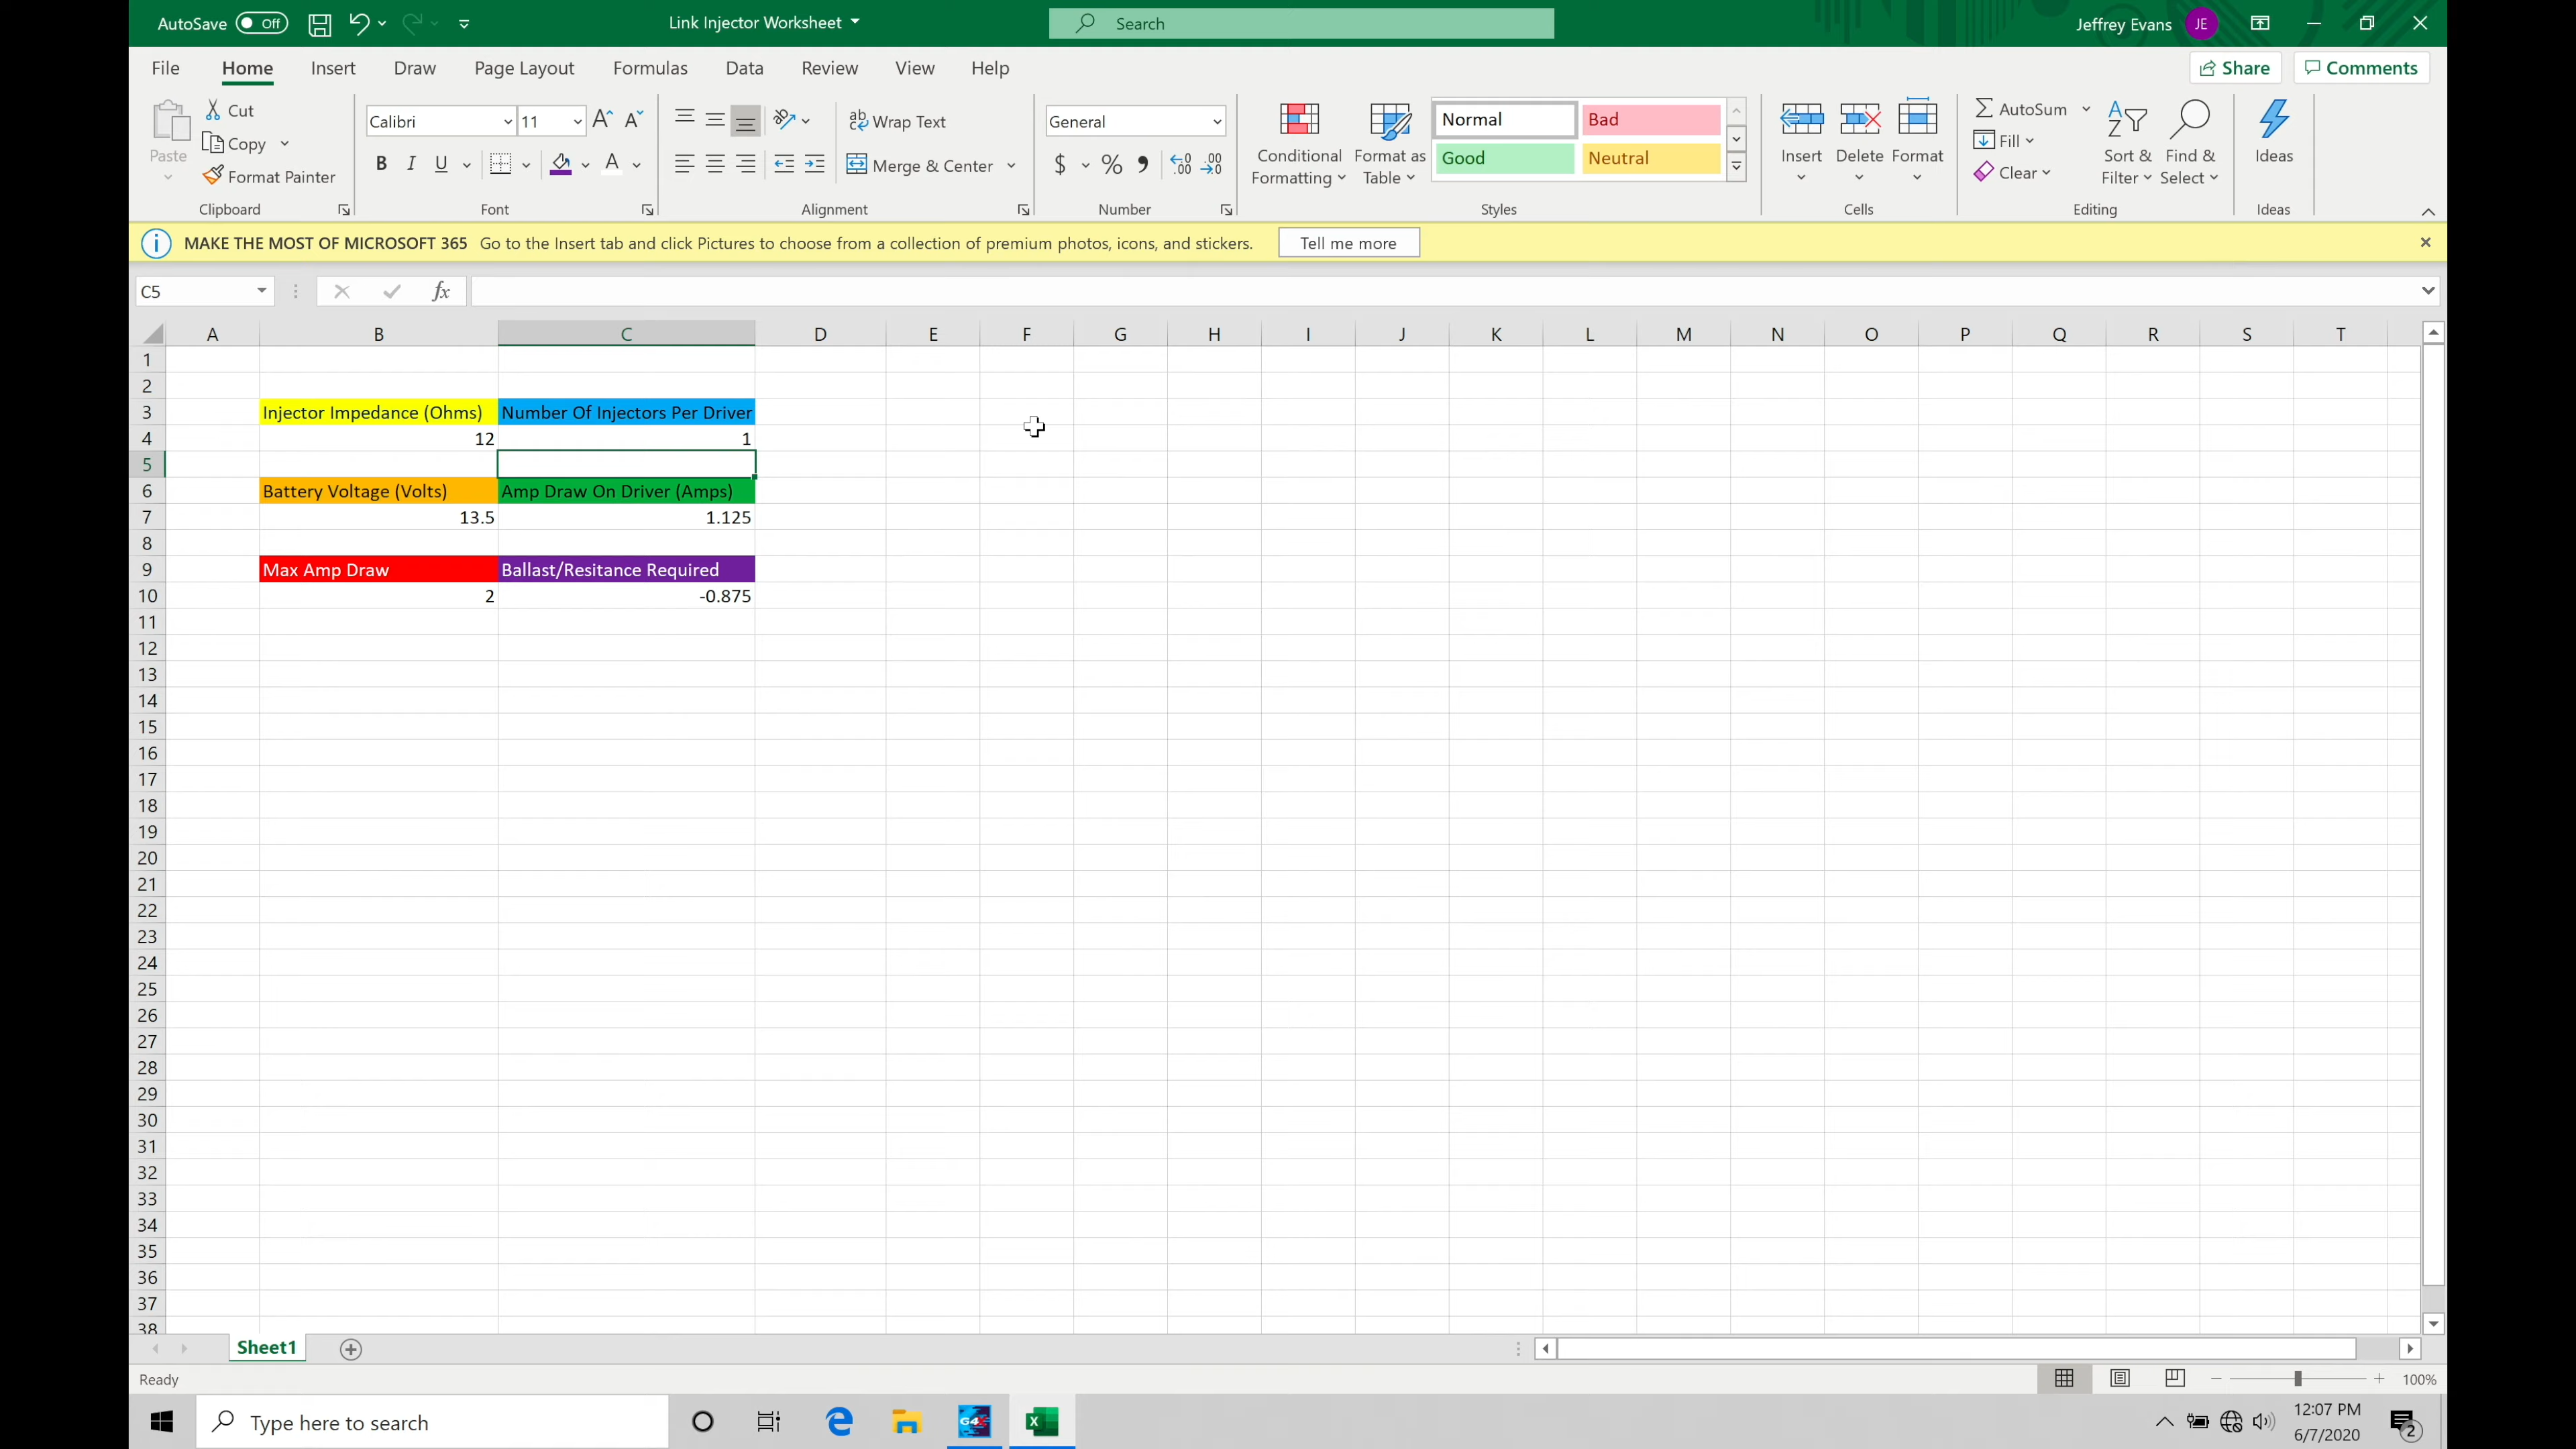 AutoSave Off Link Injector Worksheet Search Jeffrey Evans JE
File Home Insert Draw Page Layout Formulas Data Review View Help Share Comments
Paste Cut Copy Format Painter Clipboard
Calibri 11 A A B I U A Font
ab Wrap Text Merge & Center Alignment
General $ % , .00 .00 Number
Conditional Formatting Format as Table Normal Bad Good Neutral Styles
Insert Delete Format Cells
AutoSum Fill Clear Sort & Filter Find & Select Editing
Ideas Ideas
MAKE THE MOST OF MICROSOFT 365 Go to the Insert tab and click Pictures to choose from a collection of premium photos, icons, and stickers. Tell me more
C5 fx
A B C D E F G H I J K L M N O P Q R S T
1
2
3 Injector Impedance (Ohms) Number Of Injectors Per Driver
4 12 1
5
6 Battery Voltage (Volts) Amp Draw On Driver (Amps)
7 13.5 1.125
8
9 Max Amp Draw Ballast/Resitance Required
10 2 -0.875
11
12
13
14
15
16
17
18
19
20
21
22
23
24
25
26
27
28
29
30
31
32
33
34
35
36
37
38
Sheet1
Ready 100%
Type here to search G4X 12:07 PM
6/7/2020 2